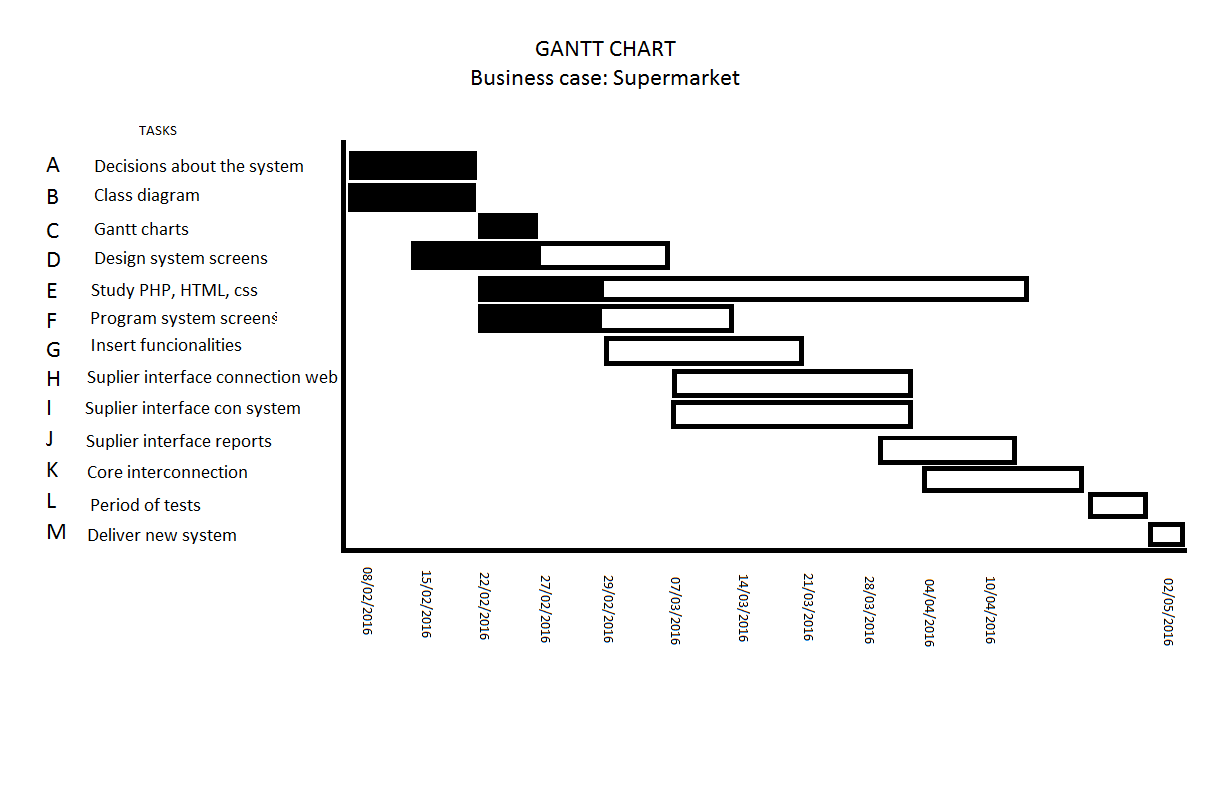 GANTT CHART
Business case: Supermarket
TASKS
A Decisions about the system
B Class diagram
C Gantt charts
D Design system screens
E Study PHP, HTML, css
F Program system screens
G Insert funcionalities
H Suplier interface connection web
I Suplier interface con system
J Suplier interface reports
K Core interconnection
L Period of tests
M Deliver new system
08/02/2016
15/02/2016
22/02/2016
27/02/2016
29/02/2016
07/03/2016
14/03/2016
21/03/2016
28/03/2016
04/04/2016
10/04/2016
02/05/2016